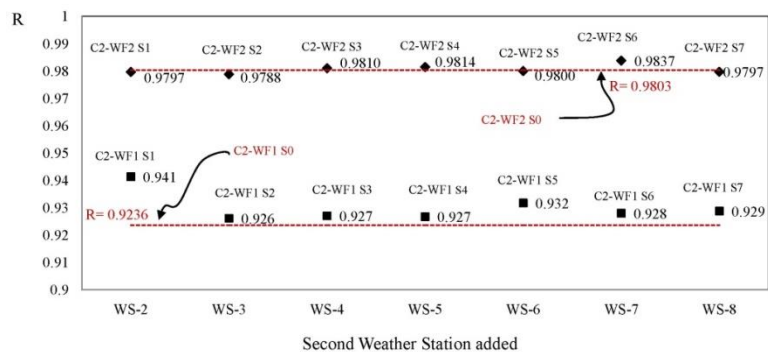 R
1
0.99
0.98
0.97
0.96
0.95
0.94
0.93
0.92
0.91
0.9
C2-WF2 S1
C2-WF2 S2
C2-WF2 S3
C2-WF2 S4
C2-WF2 S5
C2-WF2 S6
C2-WF2 S7
0.9797
0.9788
0.9810
0.9814
0.9800
0.9837
0.9797
R= 0.9803
C2-WF2 S0
C2-WF1 S1
C2-WF1 S0
0.941
C2-WF1 S2
C2-WF1 S3
C2-WF1 S4
C2-WF1 S5
C2-WF1 S6
C2-WF1 S7
R= 0.9236
0.926
0.927
0.927
0.932
0.928
0.929
WS-2
WS-3
WS-4
WS-5
WS-6
WS-7
WS-8
Second Weather Station added